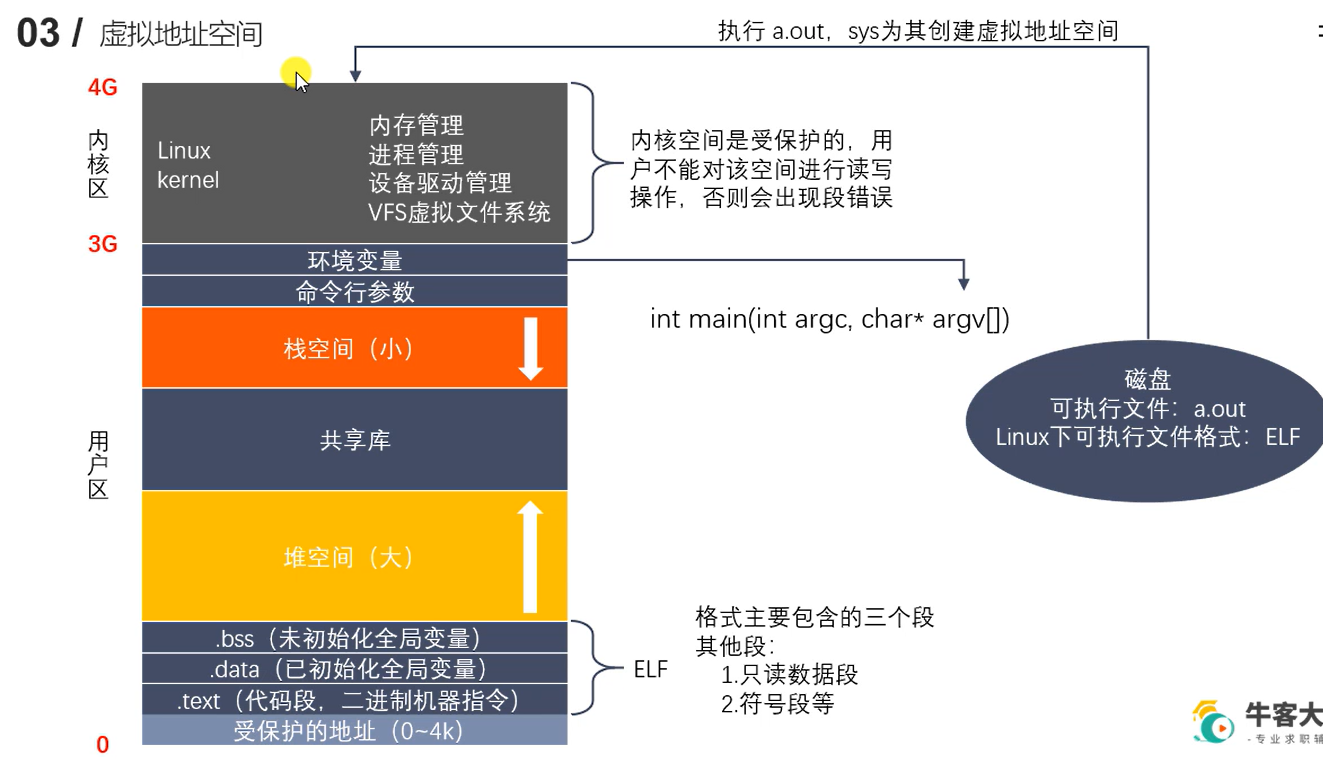 03 / 虚拟地址空间
执行 a.out，sys为其创建虚拟地址空间
4G
内核区
Linux
kernel
内存管理
进程管理
设备驱动管理
VFS虚拟文件系统
内核空间是受保护的，用
户不能对该空间进行读写
操作，否则会出现段错误
3G
环境变量
命令行参数
int main(int argc, char* argv[])
栈空间（小）
磁盘
可执行文件：a.out
Linux下可执行文件格式：ELF
共享库
用户区
堆空间（大）
.bss（未初始化全局变量）
.data（已初始化全局变量）
.text（代码段，二进制机器指令）
受保护的地址（0~4k）
0
ELF
格式主要包含的三个段
其他段：
1.只读数据段
2.符号段等
牛客大
-专业求职辅